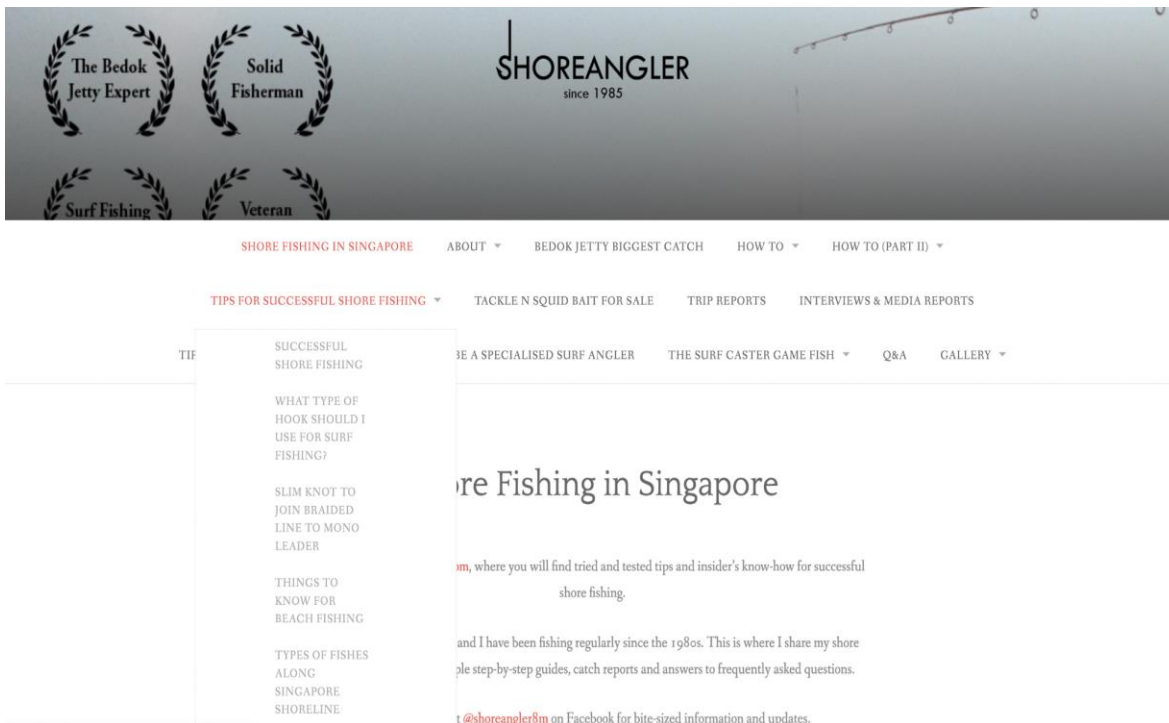 The Bedok
Jetty Expert
Solid
Fisherman
SHOREANGLER
since 1985
Surf Fishing
Veteran
SHORE FISHING IN SINGAPORE ABOUT BEDOK JETTY BIGGEST CATCH HOW TO HOW TO (PART II)
TIPS FOR SUCCESSFUL SHORE FISHING TACKLE N SQUID BAIT FOR SALE TRIP REPORTS INTERVIEWS & MEDIA REPORTS
BE A SPECIALISED SURF ANGLER THE SURF CASTER GAME FISH Q&A GALLERY
SUCCESSFUL
SHORE FISHING
WHAT TYPE OF
HOOK SHOULD I
USE FOR SURF
FISHING?
SLIM KNOT TO
JOIN BRAIDED
LINE TO MONO
LEADER
THINGS TO
KNOW FOR
BEACH FISHING
TYPES OF FISHES
ALONG
SINGAPORE
SHORELINE
re Fishing in Singapore
om, where you will find tried and tested tips and insider's know-how for successful
shore fishing.
and I have been fishing regularly since the 1980s. This is where I share my shore
ple step-by-step guides, catch reports and answers to frequently asked questions.
t @shoreangler8m on Facebook for bite-sized information and updates.